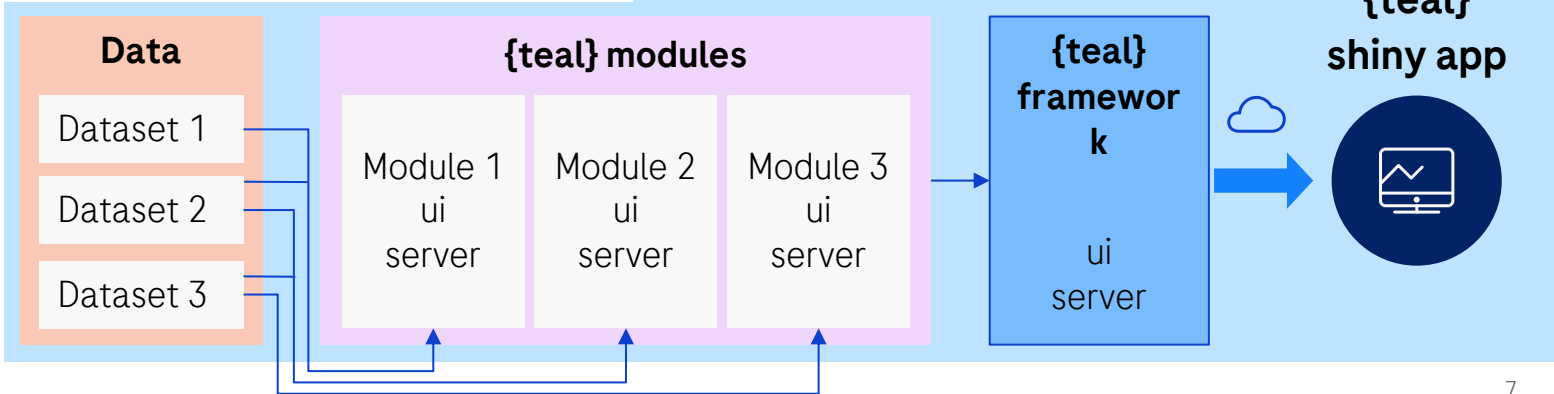 Data
Dataset 1
Dataset 2
Dataset 3
{teal} modules
Module 1
ui
server
Module 2
ui
server
Module 3
ui
server
{teal}
framewor
k
ui
server
{teal}
shiny app
7